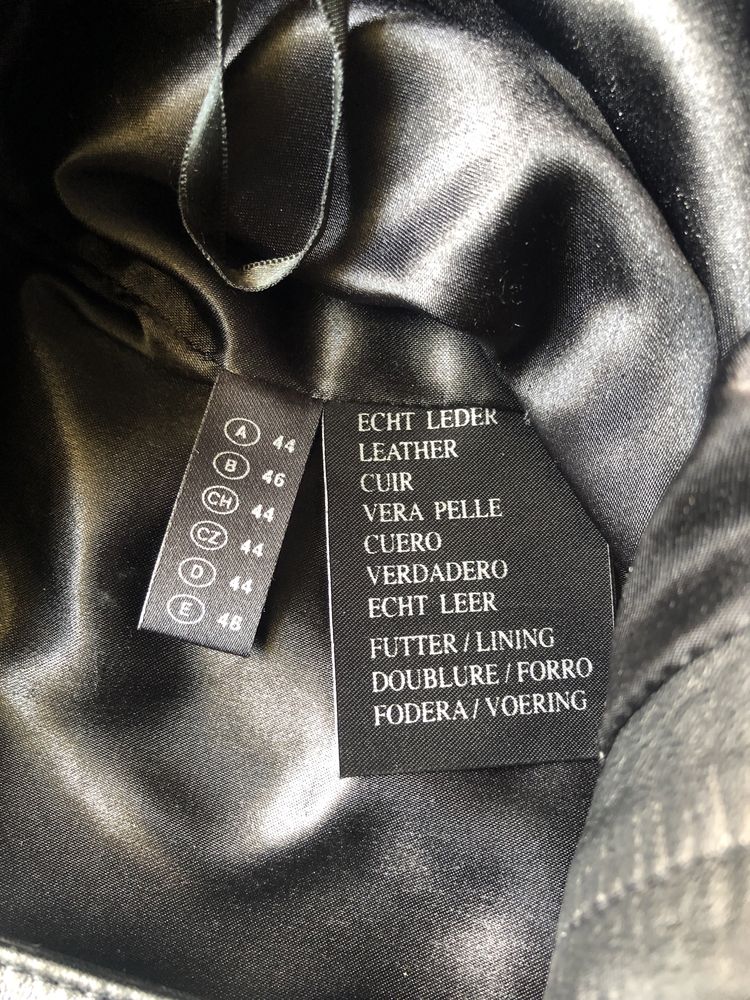 A 44
B 46
CH 44
CZ 44
D 44
E 48
ECHT LEDER
LEATHER
CUIR
VERA PELLE
CUERO
VERDADERO
ECHT LEER
FUTTER / LINING
DOUBLURE / FORRO
FODERA / VOERING